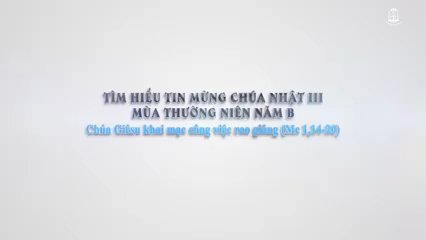 TÌM HIỂU TIN MỪNG CHÚA NHẬT III
MÙA THƯỜNG NIÊN NĂM B
Chúa Giêsu khai mạc công việc rao giảng (Mc 1,14-20)